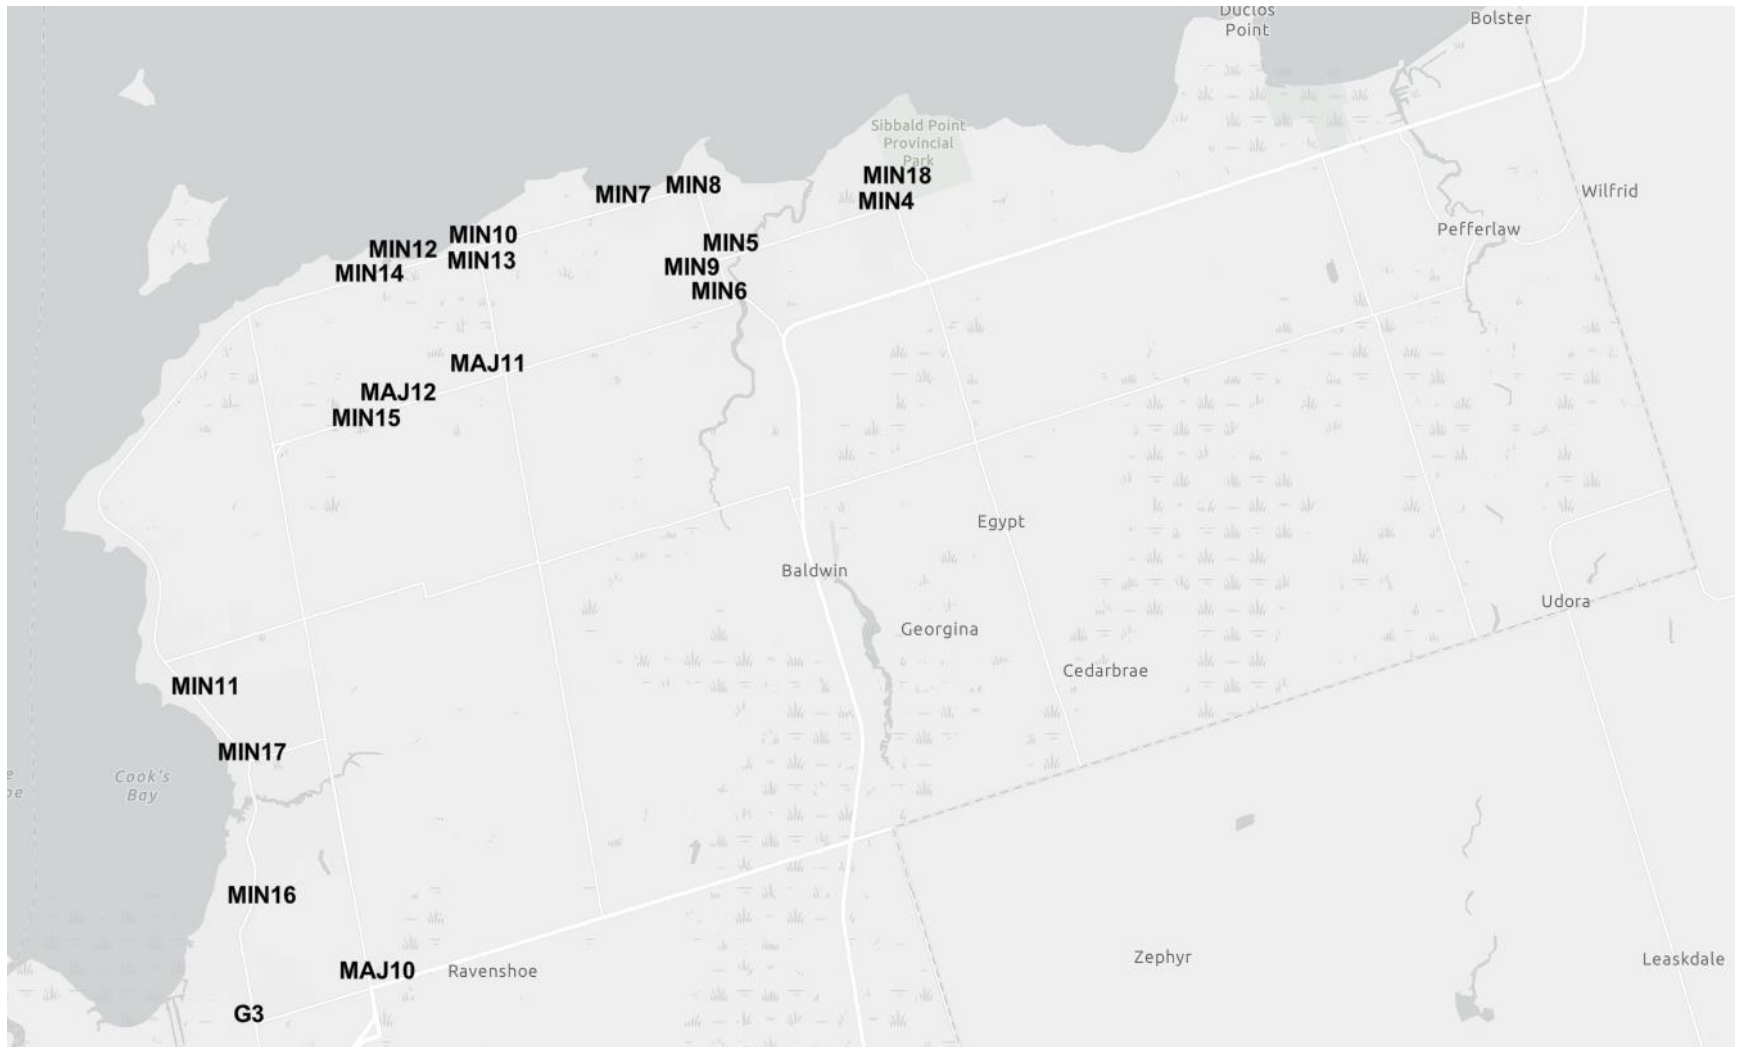 Duclos
Point
Bolster
Sibbald Point
Provincial
Park
MIN18
MIN4
MIN7
MIN8
Wilfrid
Pefferlaw
MIN10
MIN12
MIN13
MIN14
MIN5
MIN9
MIN6
MAJ11
MAJ12
MIN15
Egypt
Baldwin
Udora
Georgina
Cedarbrae
MIN11
MIN17
Cook's
Bay
MIN16
Zephyr
Leaskdale
MAJ10
Ravenshoe
G3